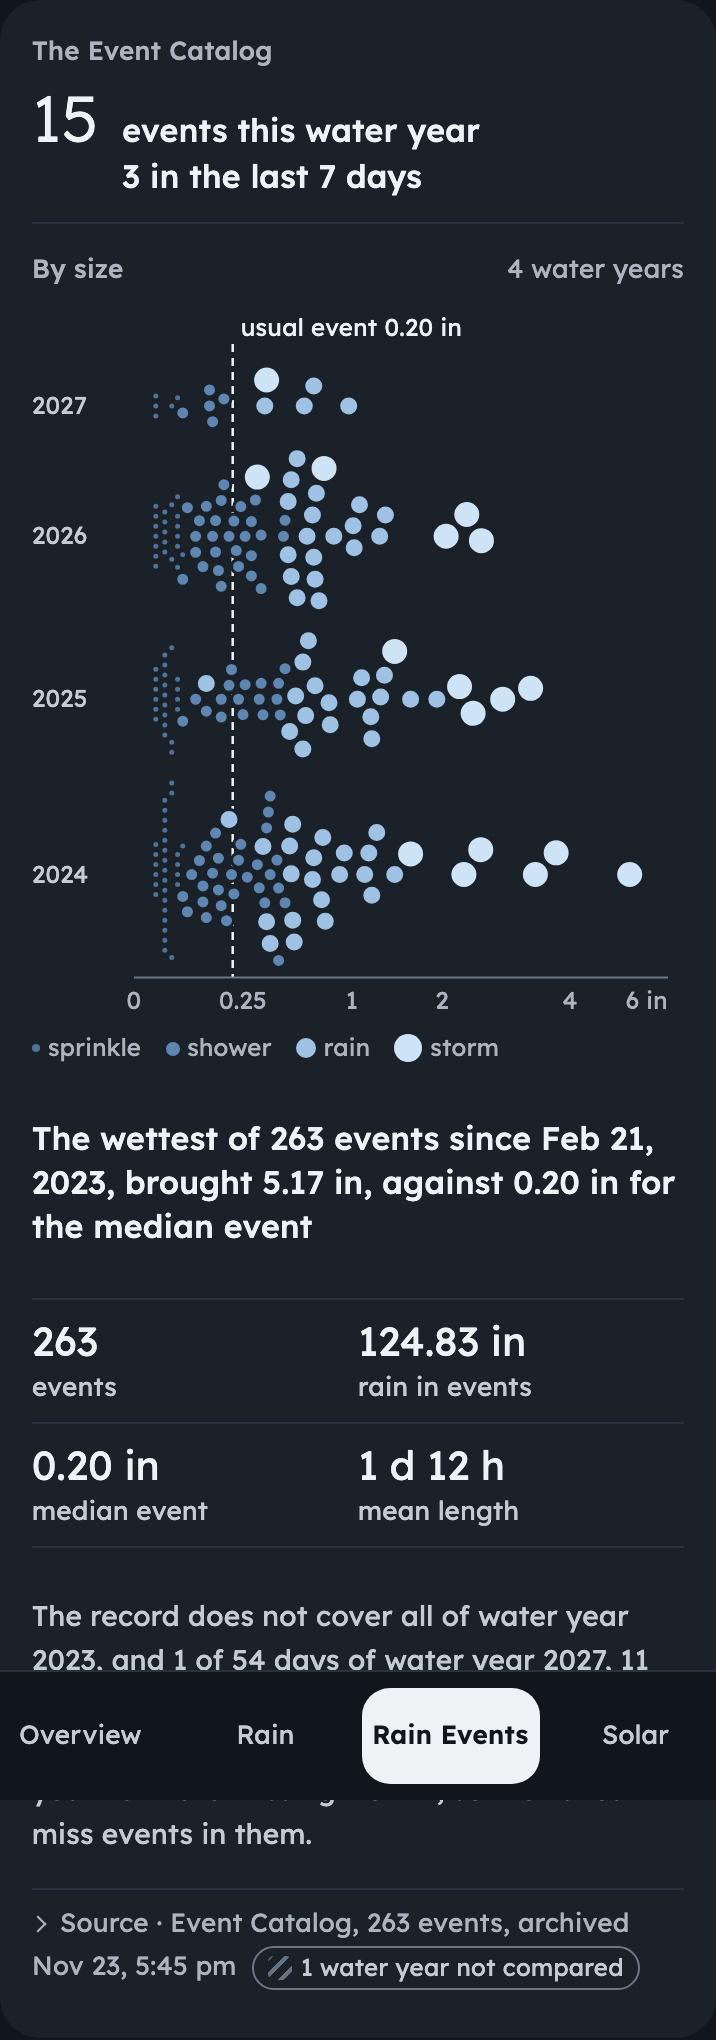 The Event Catalog
15 events this water year
3 in the last 7 days
By size 4 water years
usual event 0.20 in
2027
2026
2025
2024
0 0.25 1 2 4 6 in
sprinkle shower rain storm
The wettest of 263 events since Feb 21,
2023, brought 5.17 in, against 0.20 in for
the median event
263 124.83 in
events rain in events
0.20 in 1 d 12 h
median event mean length
The record does not cover all of water year
2023, and 1 of 54 days of water year 2027, 11
Overview Rain Rain Events Solar
miss events in them.
Source · Event Catalog, 263 events, archived
Nov 23, 5:45 pm 1 water year not compared